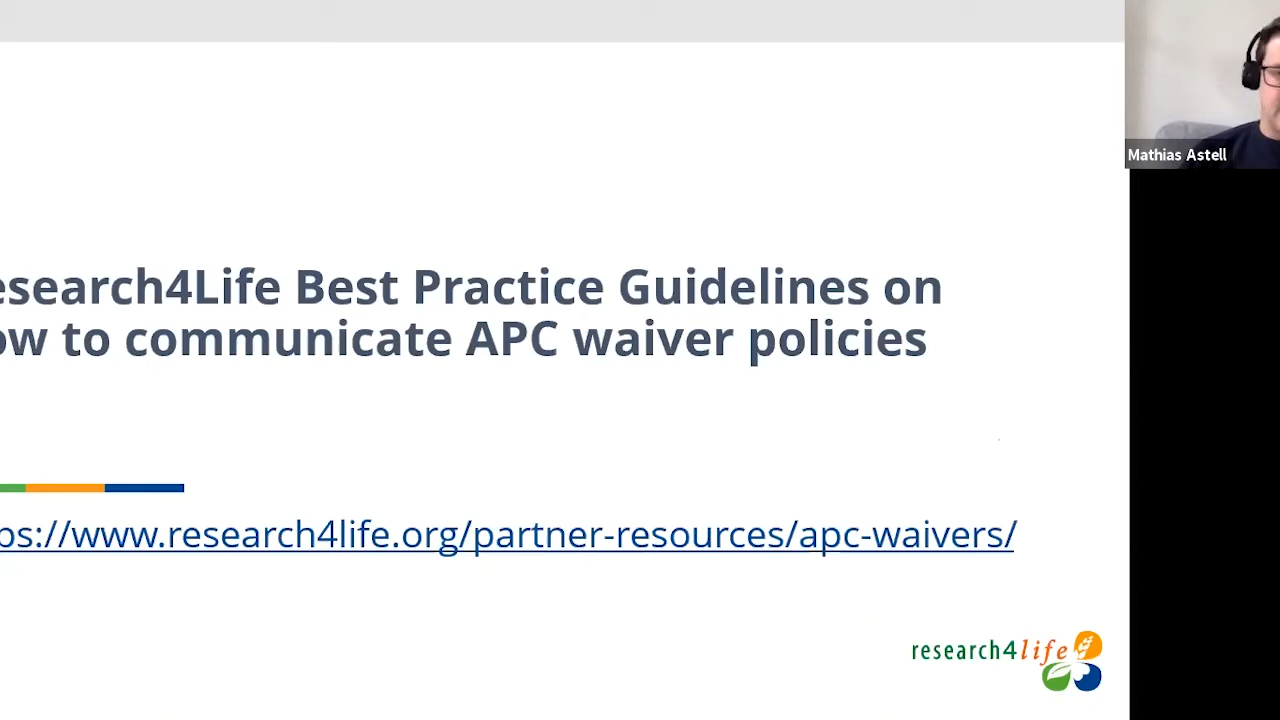 esearch4Life Best Practice Guidelines on
ow to communicate APC waiver policies
ps://www.research4life.org/partner-resources/apc-waivers/
research4life
Mathias Astell